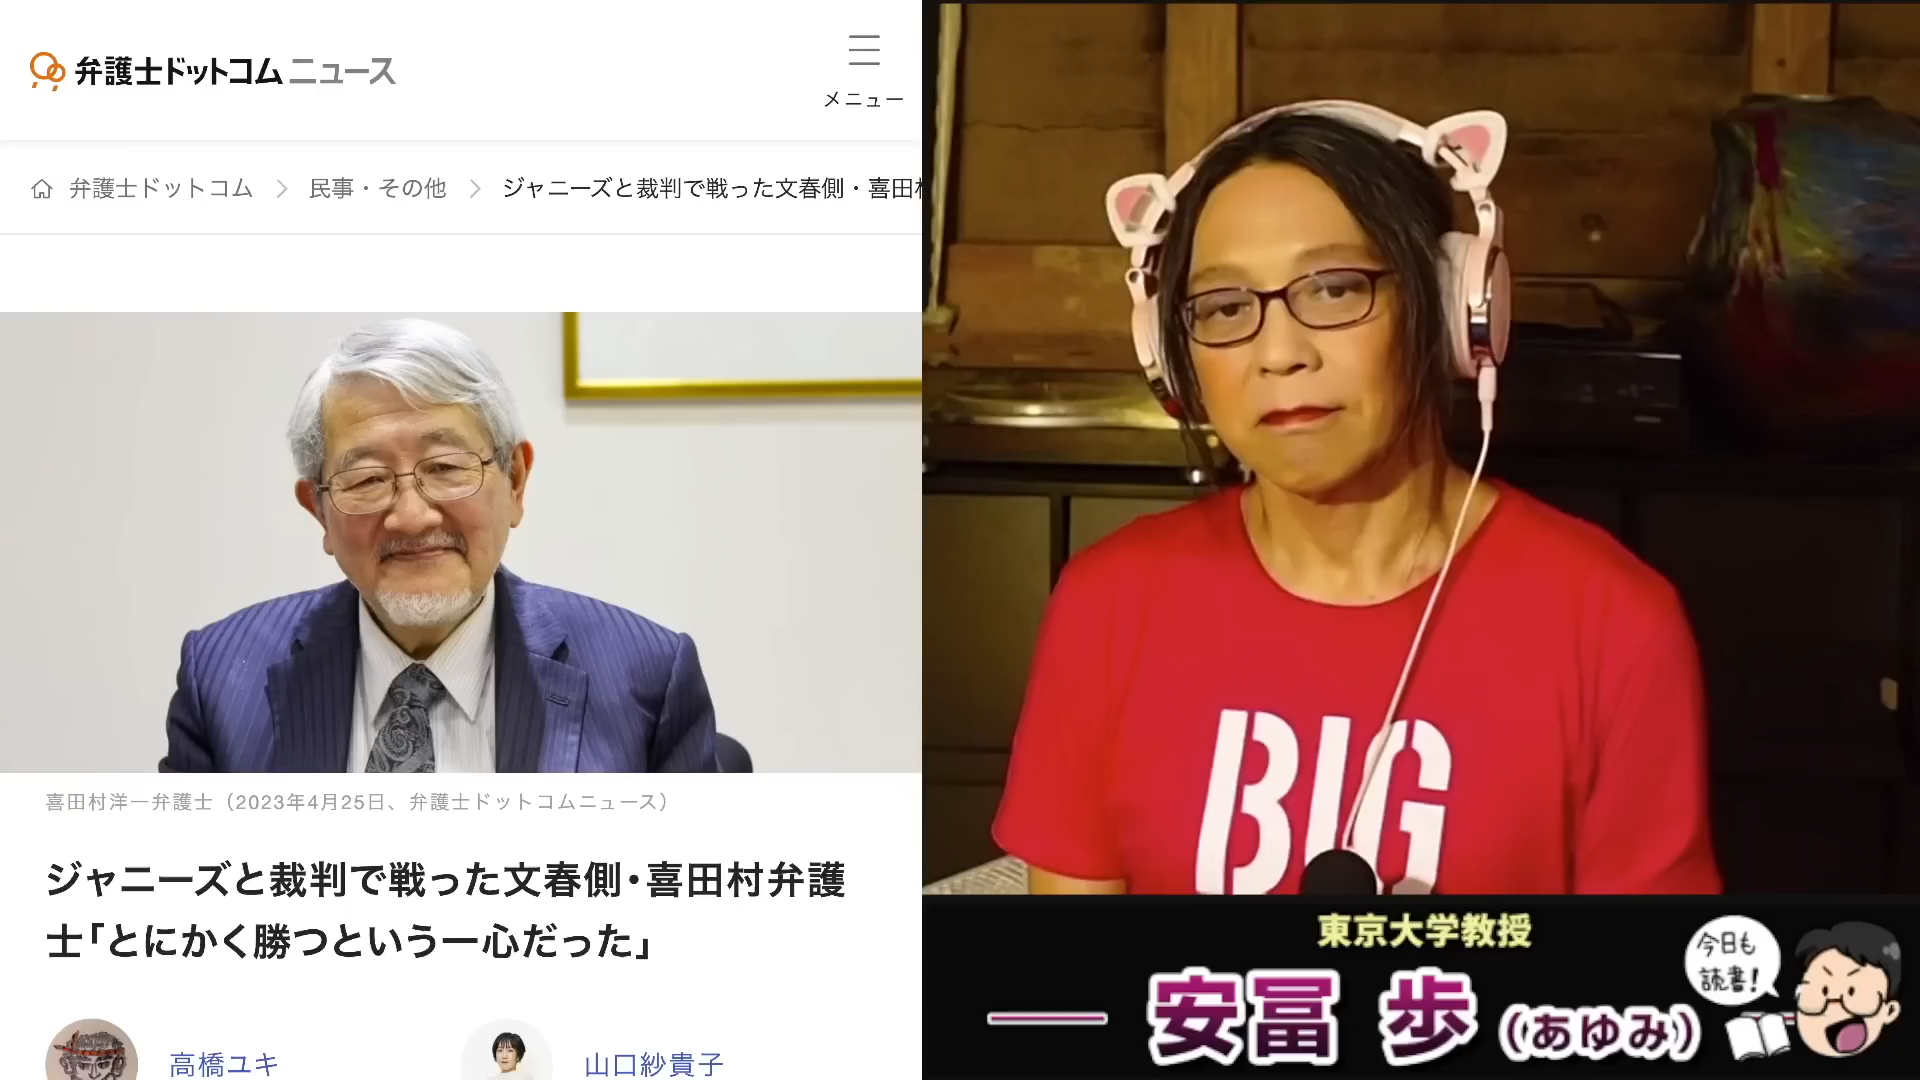 弁護士ドットコムニュース
メニュー
弁護士ドットコム > 民事・その他 > ジャニーズと裁判で戦った文春側・喜田
喜田村洋一弁護士（2023年4月25日、弁護士ドットコムニュース）
ジャニーズと裁判で戦った文春側・喜田村弁護
士「とにかく勝つという一心だった」
高橋ユキ
山口紗貴子
BIG
東京大学教授
安冨 歩（あゆみ）
今日も
読書！